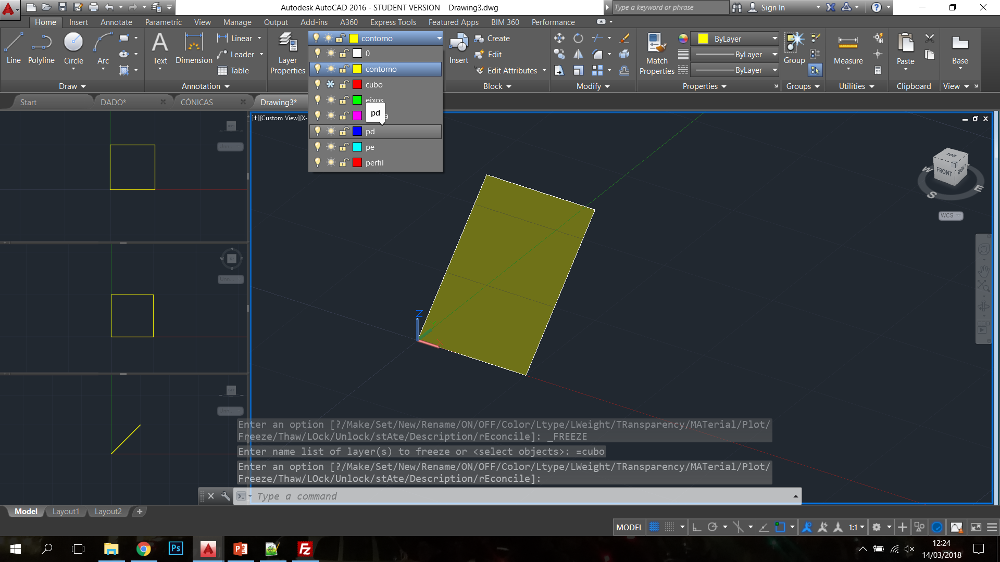 Autodesk AutoCAD 2016 - STUDENT VERSION Drawing3.dwg
Type a keyword or phrase
Sign In
Home Insert Annotate Parametric View Manage Output Add-ins A360 Express Tools Featured Apps BIM 360 Performance
Line
Polyline
Circle
Arc
Draw
Text
Dimension
Linear
Leader
Table
Annotation
Layer
Properties
contorno
0
contorno
cubo
eixos
pd
a
pd
pe
perfil
Insert
Create
Edit
Edit Attributes
Block
Modify
Match
Properties
ByLayer
ByLayer
ByLayer
Properties
Group
Groups
Measure
Utilities
Paste
Clipboard
Base
View
Start
DADO*
CÓNICAS
Drawing3*
[+][Custom View][X-
TOP
FRONT
RIGHT
W
S
E
WCS
N
W
E
S
Z
Y
X
Enter an option [?/Make/Set/New/Rename/ON/OFF/Color/Ltype/LWeight/TRansparency/MATerial/Plot/
Freeze/Thaw/LOck/Unlock/stAte/Description/rEconcile]: _FREEZE
Enter name list of layer(s) to freeze or <select objects>: =cubo
Enter an option [?/Make/Set/New/Rename/ON/OFF/Color/Ltype/LWeight/TRansparency/MATerial/Plot/
Freeze/Thaw/LOck/Unlock/stAte/Description/rEconcile]:
Type a command
Model
Layout1
Layout2
MODEL
1:1
Ps
12:24
14/03/2018